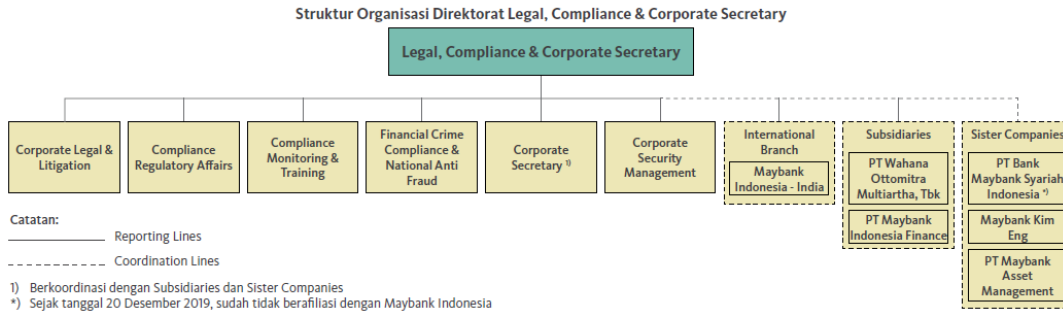 Struktur Organisasi Direktorat Legal, Compliance & Corporate Secretary
Legal, Compliance & Corporate Secretary
Corporate Legal &
Litigation
Compliance
Regulatory Affairs
Compliance
Monitoring &
Training
Financial Crime
Compliance &
National Anti
Fraud
Corporate
Secretary 1)
Corporate
Security
Management
International
Branch
Maybank
Indonesia - India
Subsidiaries
PT Wahana
Ottomitra
Multiartha, Tbk
PT Maybank
Indonesia Finance
Sister Companies
PT Bank
Maybank Syariah
Indonesia *)
Maybank Kim
Eng
PT Maybank
Asset
Management
Catatan:
Reporting Lines
Coordination Lines
1) Berkoordinasi dengan Subsidiaries dan Sister Companies
*) Sejak tanggal 20 Desember 2019, sudah tidak berafiliasi dengan Maybank Indonesia